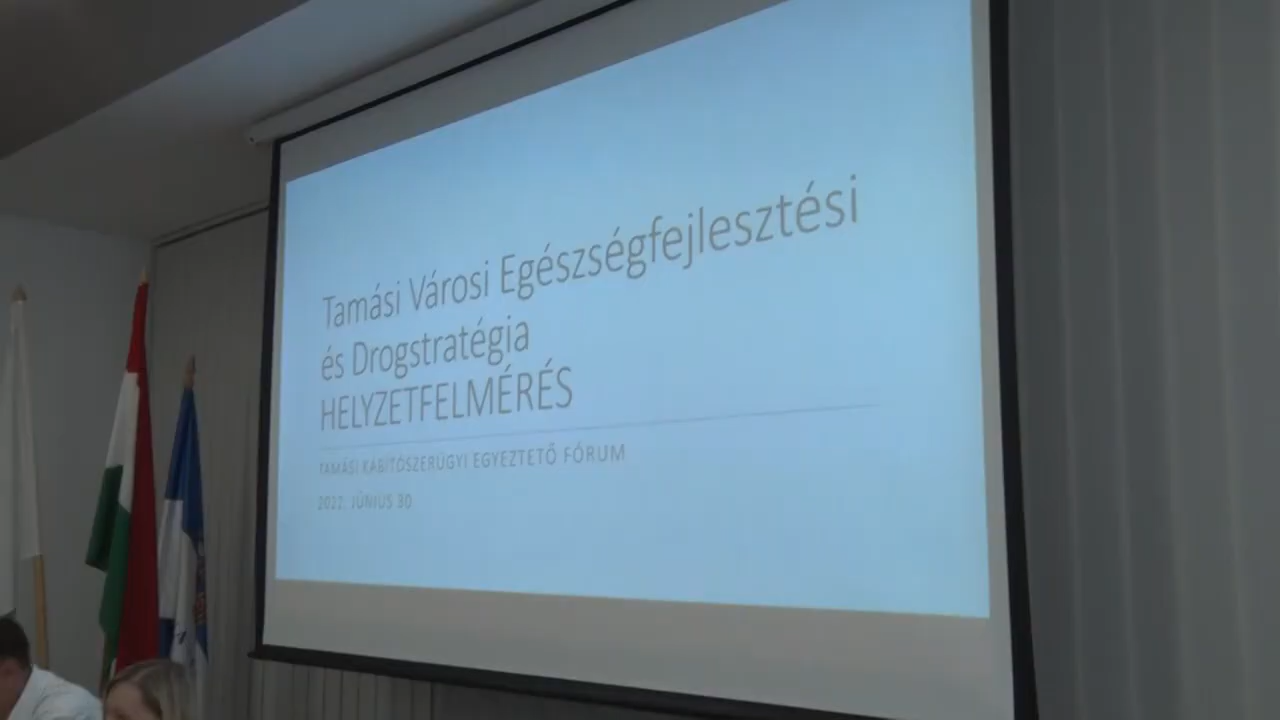 Tamási Városi Egészségfejlesztési
és Drogstratégia
HELYZETFELMÉRÉS
TAMÁSI KÁBÍTÓSZERÜGYI EGYEZTETŐ FÓRUM
2022. JÚNIUS 30